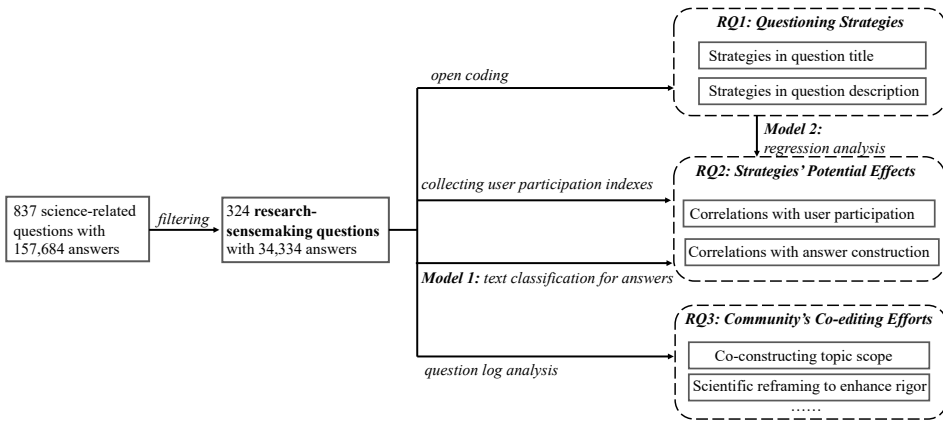 837 science-related
questions with
157,684 answers
filtering
324 research-
sensemaking questions
with 34,334 answers
open coding
collecting user participation indexes
Model 1: text classification for answers
question log analysis
RQ1: Questioning Strategies
Strategies in question title
Strategies in question description
Model 2:
regression analysis
RQ2: Strategies' Potential Effects
Correlations with user participation
Correlations with answer construction
RQ3: Community's Co-editing Efforts
Co-constructing topic scope
Scientific reframing to enhance rigor
……